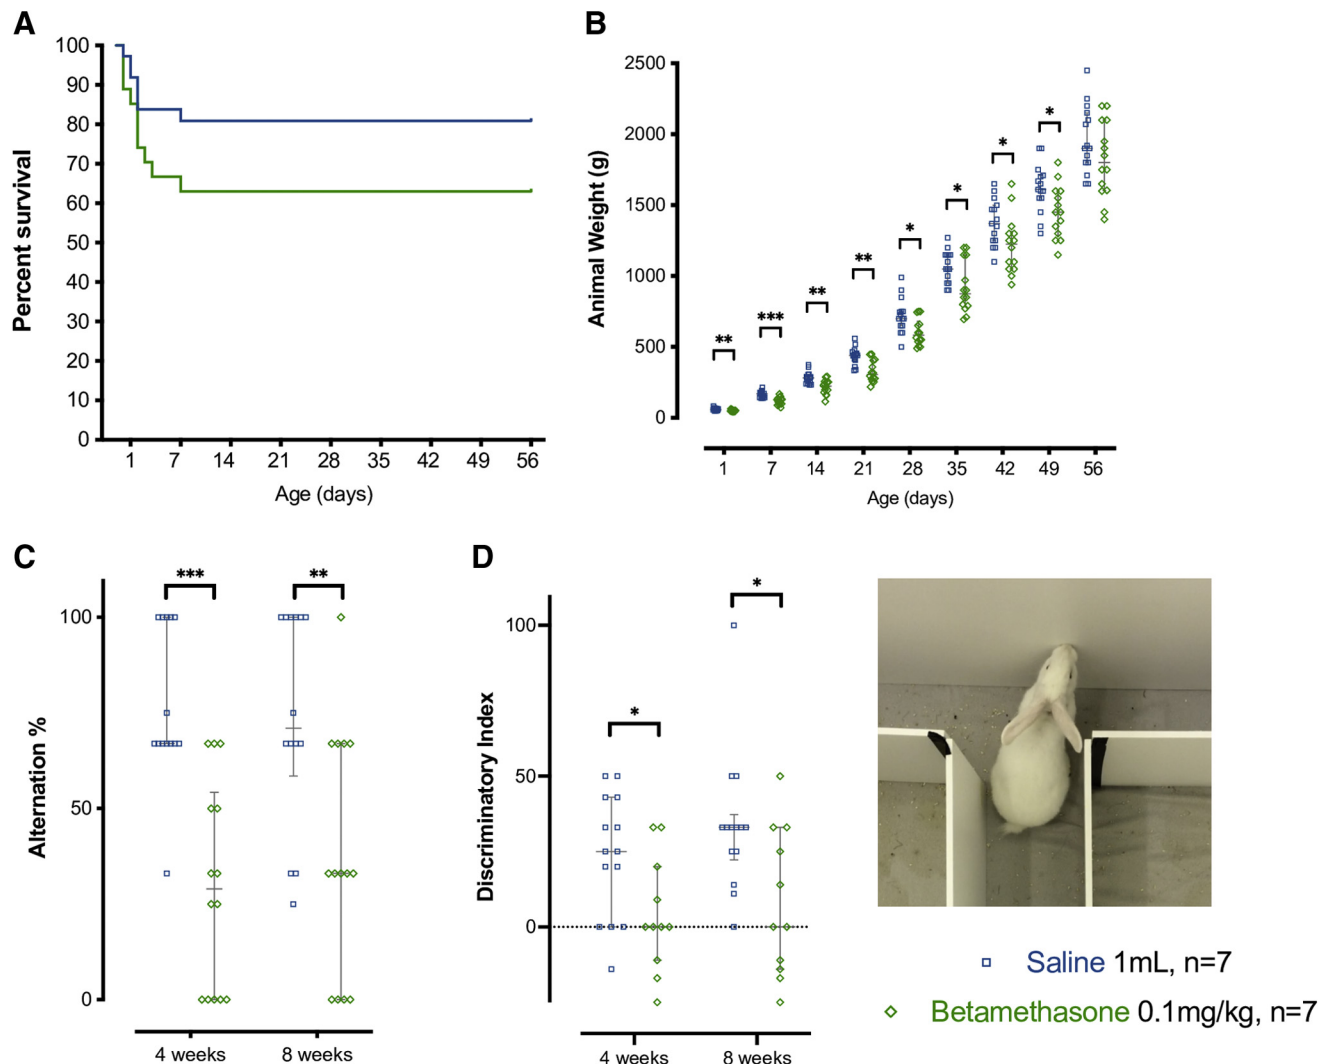 A
100
90
80
70
60
50
40
30
20
10
0
Percent survival
1 7 14 21 28 35 42 49 56
Age (days)
B
2500
2000
1500
1000
500
0
Animal Weight (g)
** *** ** ** * * * *
1 7 14 21 28 35 42 49 56
Age (days)
C
*** **
100
50
0
Alternation %
4 weeks 8 weeks
D
* *
100
50
0
Discriminatory Index
4 weeks 8 weeks
Saline 1mL, n=7
Betamethasone 0.1mg/kg, n=7